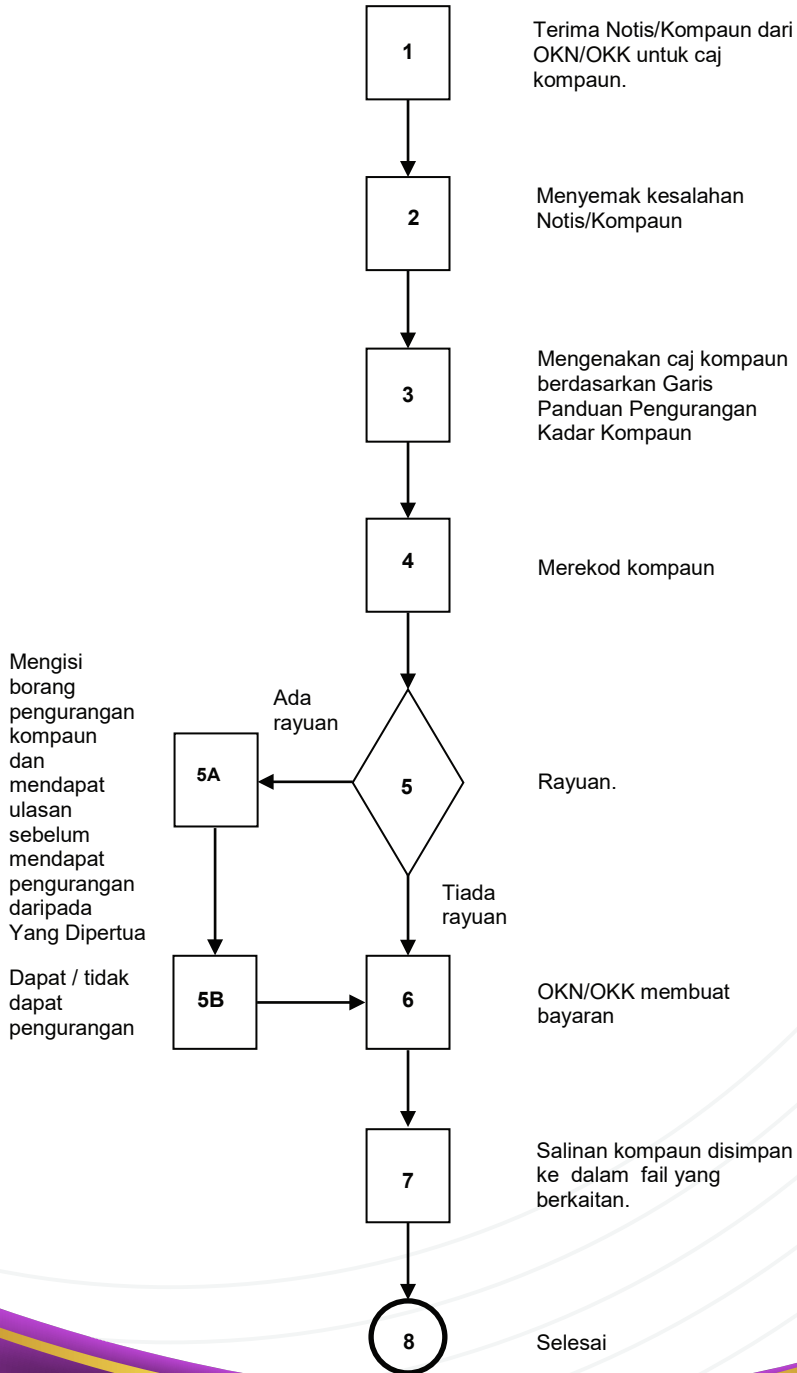 1
Terima Notis/Kompaun dari
OKN/OKK untuk caj
kompaun.
2
Menyemak kesalahan
Notis/Kompaun
3
Mengenakan caj kompaun
berdasarkan Garis
Panduan Pengurangan
Kadar Kompaun
4
Merekod kompaun
Mengisi
borang
pengurangan
kompaun
dan
mendapat
ulasan
sebelum
mendapat
pengurangan
daripada
Yang Dipertua
5A
Ada
rayuan
5
Rayuan.
Tiada
rayuan
Dapat / tidak
dapat
pengurangan
5B
6
OKN/OKK membuat
bayaran
7
Salinan kompaun disimpan
ke dalam fail yang
berkaitan.
8
Selesai